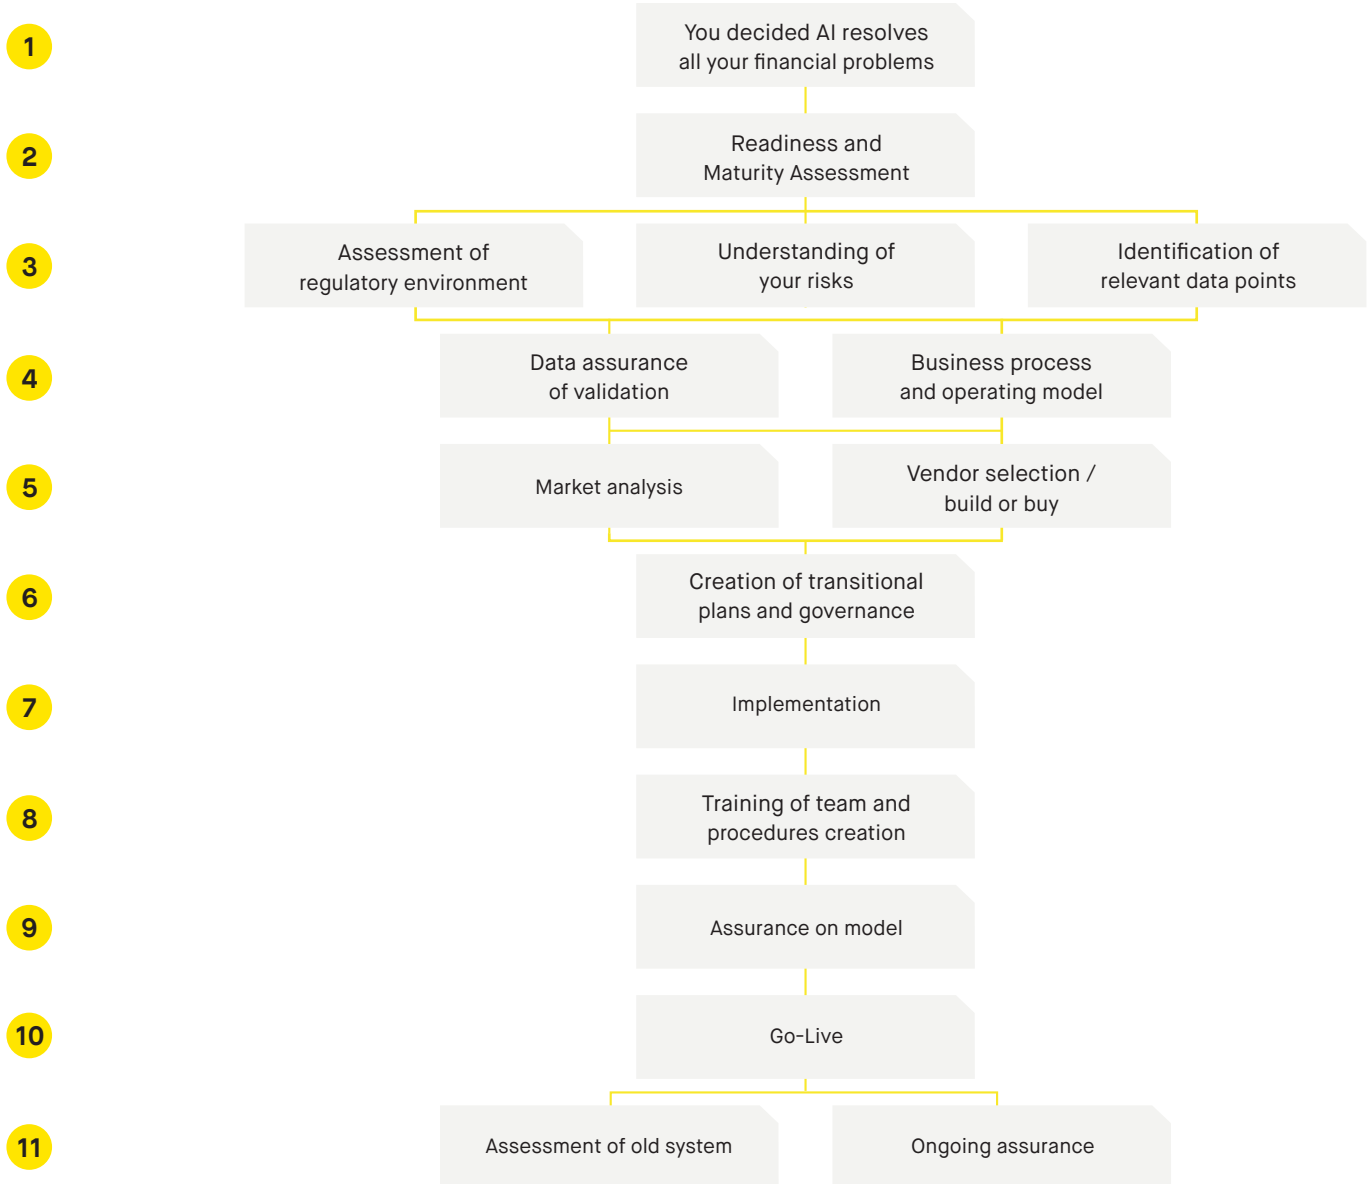 1
You decided AI resolves
all your financial problems
2
Readiness and
Maturity Assessment
3
Assessment of
regulatory environment
Understanding of
your risks
Identification of
relevant data points
4
Data assurance
of validation
Business process
and operating model
5
Market analysis
Vendor selection /
build or buy
6
Creation of transitional
plans and governance
7
Implementation
8
Training of team and
procedures creation
9
Assurance on model
10
Go-Live
11
Assessment of old system
Ongoing assurance